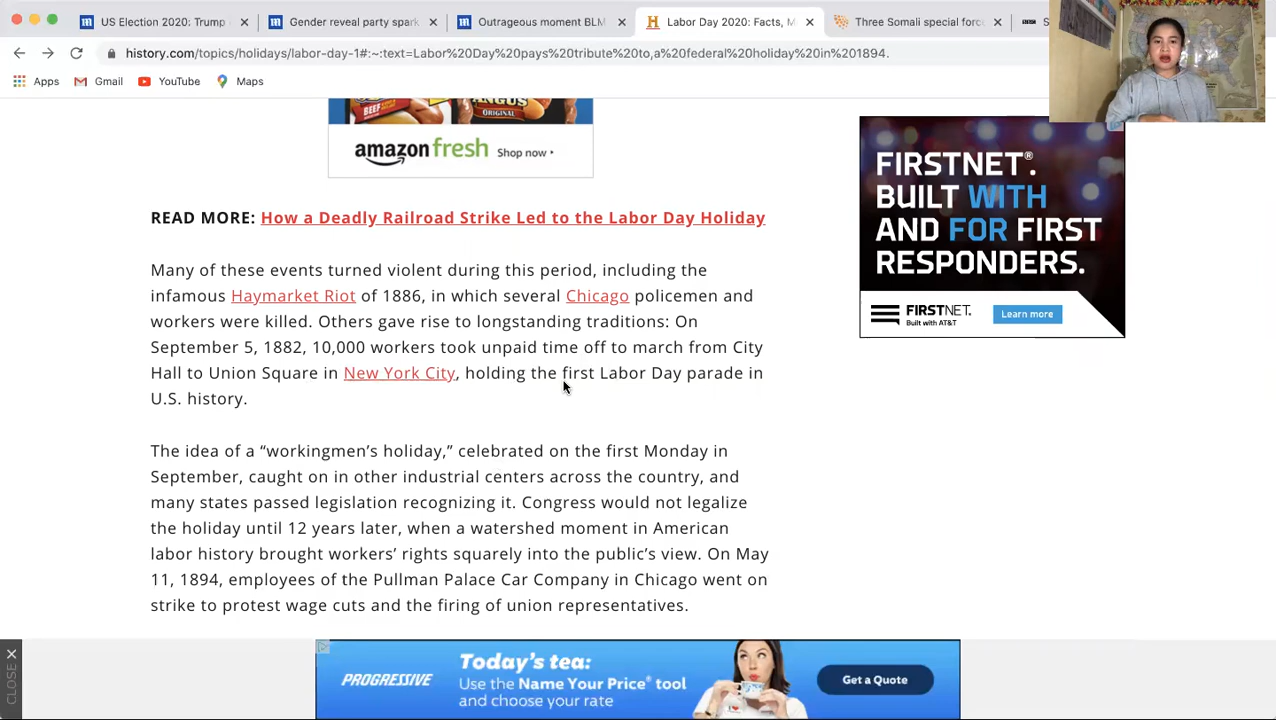 US Election 2020: Trump
Gender reveal party spark
Outrageous moment BLM
Labor Day 2020: Facts, M
Three Somali special forc
S
history.com/topics/holidays/labor-day-1#:~:text=Labor%20Day%20pays%20tribute%20to,a%20federal%20holiday%20in%201894.
Apps Gmail YouTube Maps
BEEF
ANGUS
ORIGINAL
amazon fresh Shop now
FIRSTNET®
BUILT WITH
AND FOR FIRST
RESPONDERS.
FIRSTNET.
Built with AT&T
Learn more
READ MORE: How a Deadly Railroad Strike Led to the Labor Day Holiday
Many of these events turned violent during this period, including the
infamous Haymarket Riot of 1886, in which several Chicago policemen and
workers were killed. Others gave rise to longstanding traditions: On
September 5, 1882, 10,000 workers took unpaid time off to march from City
Hall to Union Square in New York City, holding the first Labor Day parade in
U.S. history.
The idea of a “workingmen’s holiday,” celebrated on the first Monday in
September, caught on in other industrial centers across the country, and
many states passed legislation recognizing it. Congress would not legalize
the holiday until 12 years later, when a watershed moment in American
labor history brought workers’ rights squarely into the public’s view. On May
11, 1894, employees of the Pullman Palace Car Company in Chicago went on
strike to protest wage cuts and the firing of union representatives.
CLOSE
PROGRESSIVE
Today's tea:
Use the Name Your Price® tool
and choose your rate
Get a Quote